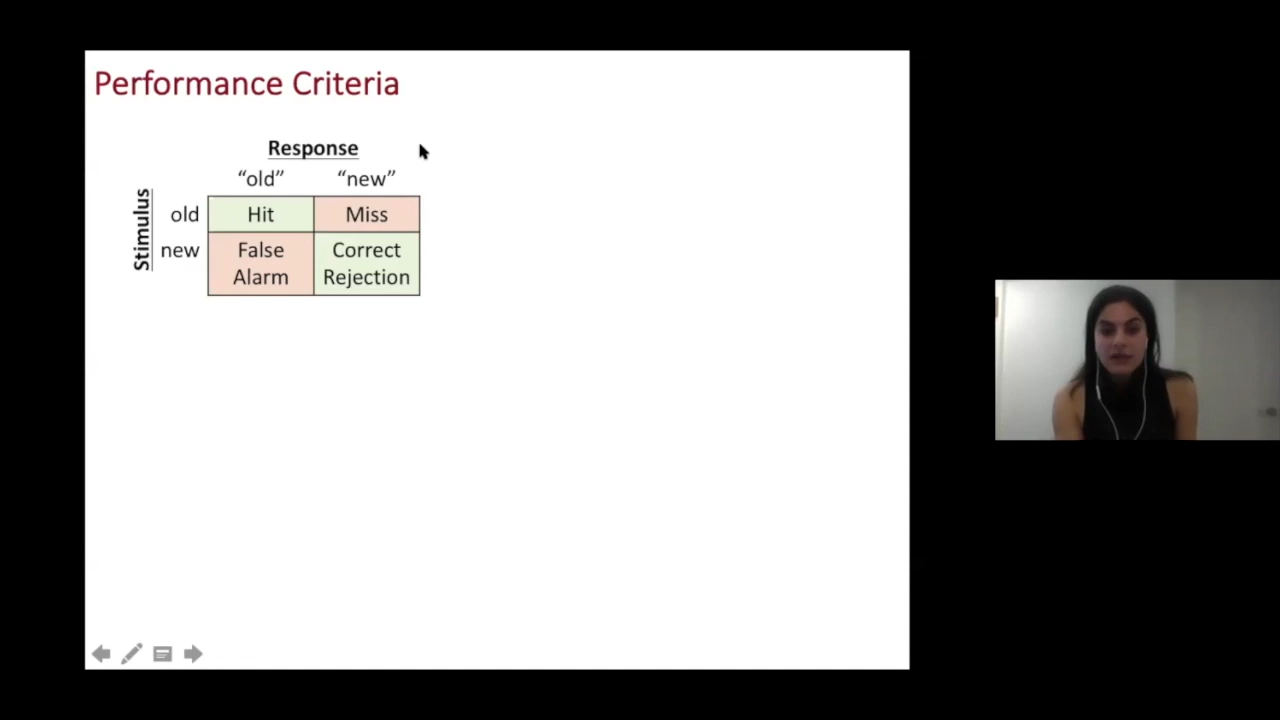 Performance Criteria
Response
“old” “new”
Stimulus
old Hit Miss
new False Alarm Correct Rejection